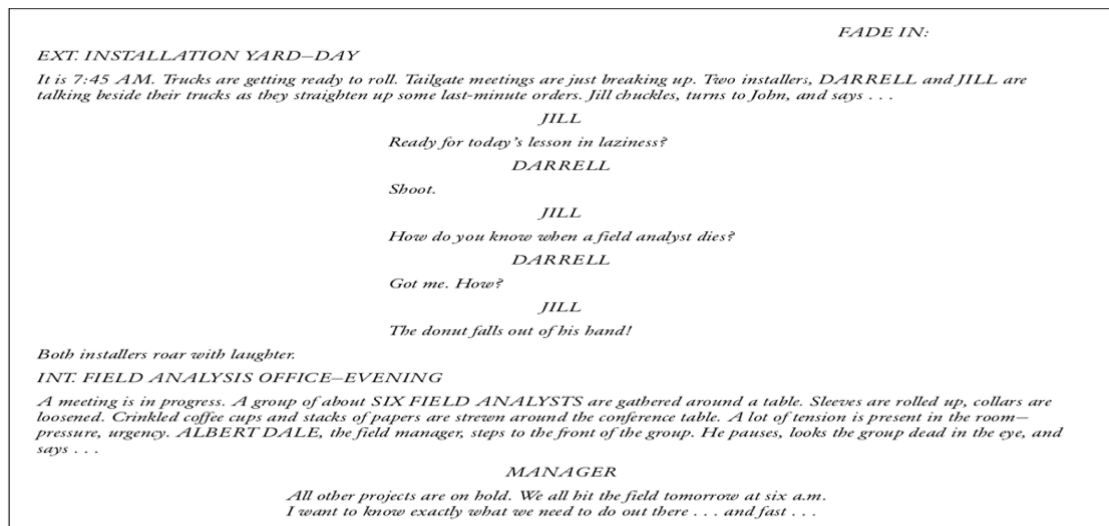 FADE IN:
EXT. INSTALLATION YARD—DAY
It is 7:45 AM. Trucks are getting ready to roll. Tailgate meetings are just breaking up. Two installers, DARRELL and JILL are
talking beside their trucks as they straighten up some last-minute orders. Jill chuckles, turns to John, and says . . .
JILL
Ready for today’s lesson in laziness?
DARRELL
Shoot.
JILL
How do you know when a field analyst dies?
DARRELL
Got me. How?
JILL
The donut falls out of his hand!
Both installers roar with laughter.
INT. FIELD ANALYSIS OFFICE—EVENING
A meeting is in progress. A group of about SIX FIELD ANALYSTS are gathered around a table. Sleeves are rolled up, collars are
loosened. Crinkled coffee cups and stacks of papers are strewn around the conference table. A lot of tension is present in the room—
pressure, urgency. ALBERT DALE, the field manager, steps to the front of the group. He pauses, looks the group dead in the eye, and
says . . .
MANAGER
All other projects are on hold. We all hit the field tomorrow at six a.m.
I want to know exactly what we need to do out there . . . and fast . . .